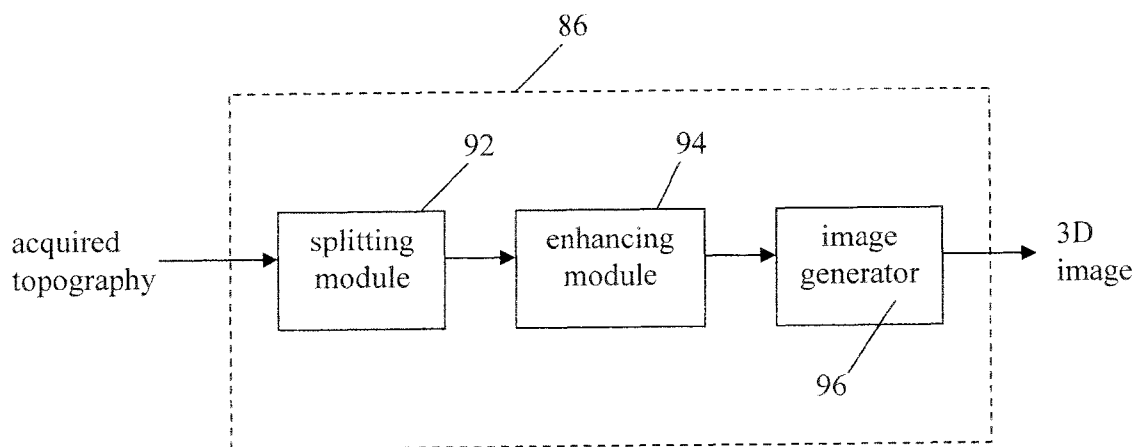 86
92
94
acquired
topography
splitting
module
enhancing
module
image
generator
3D
image
96